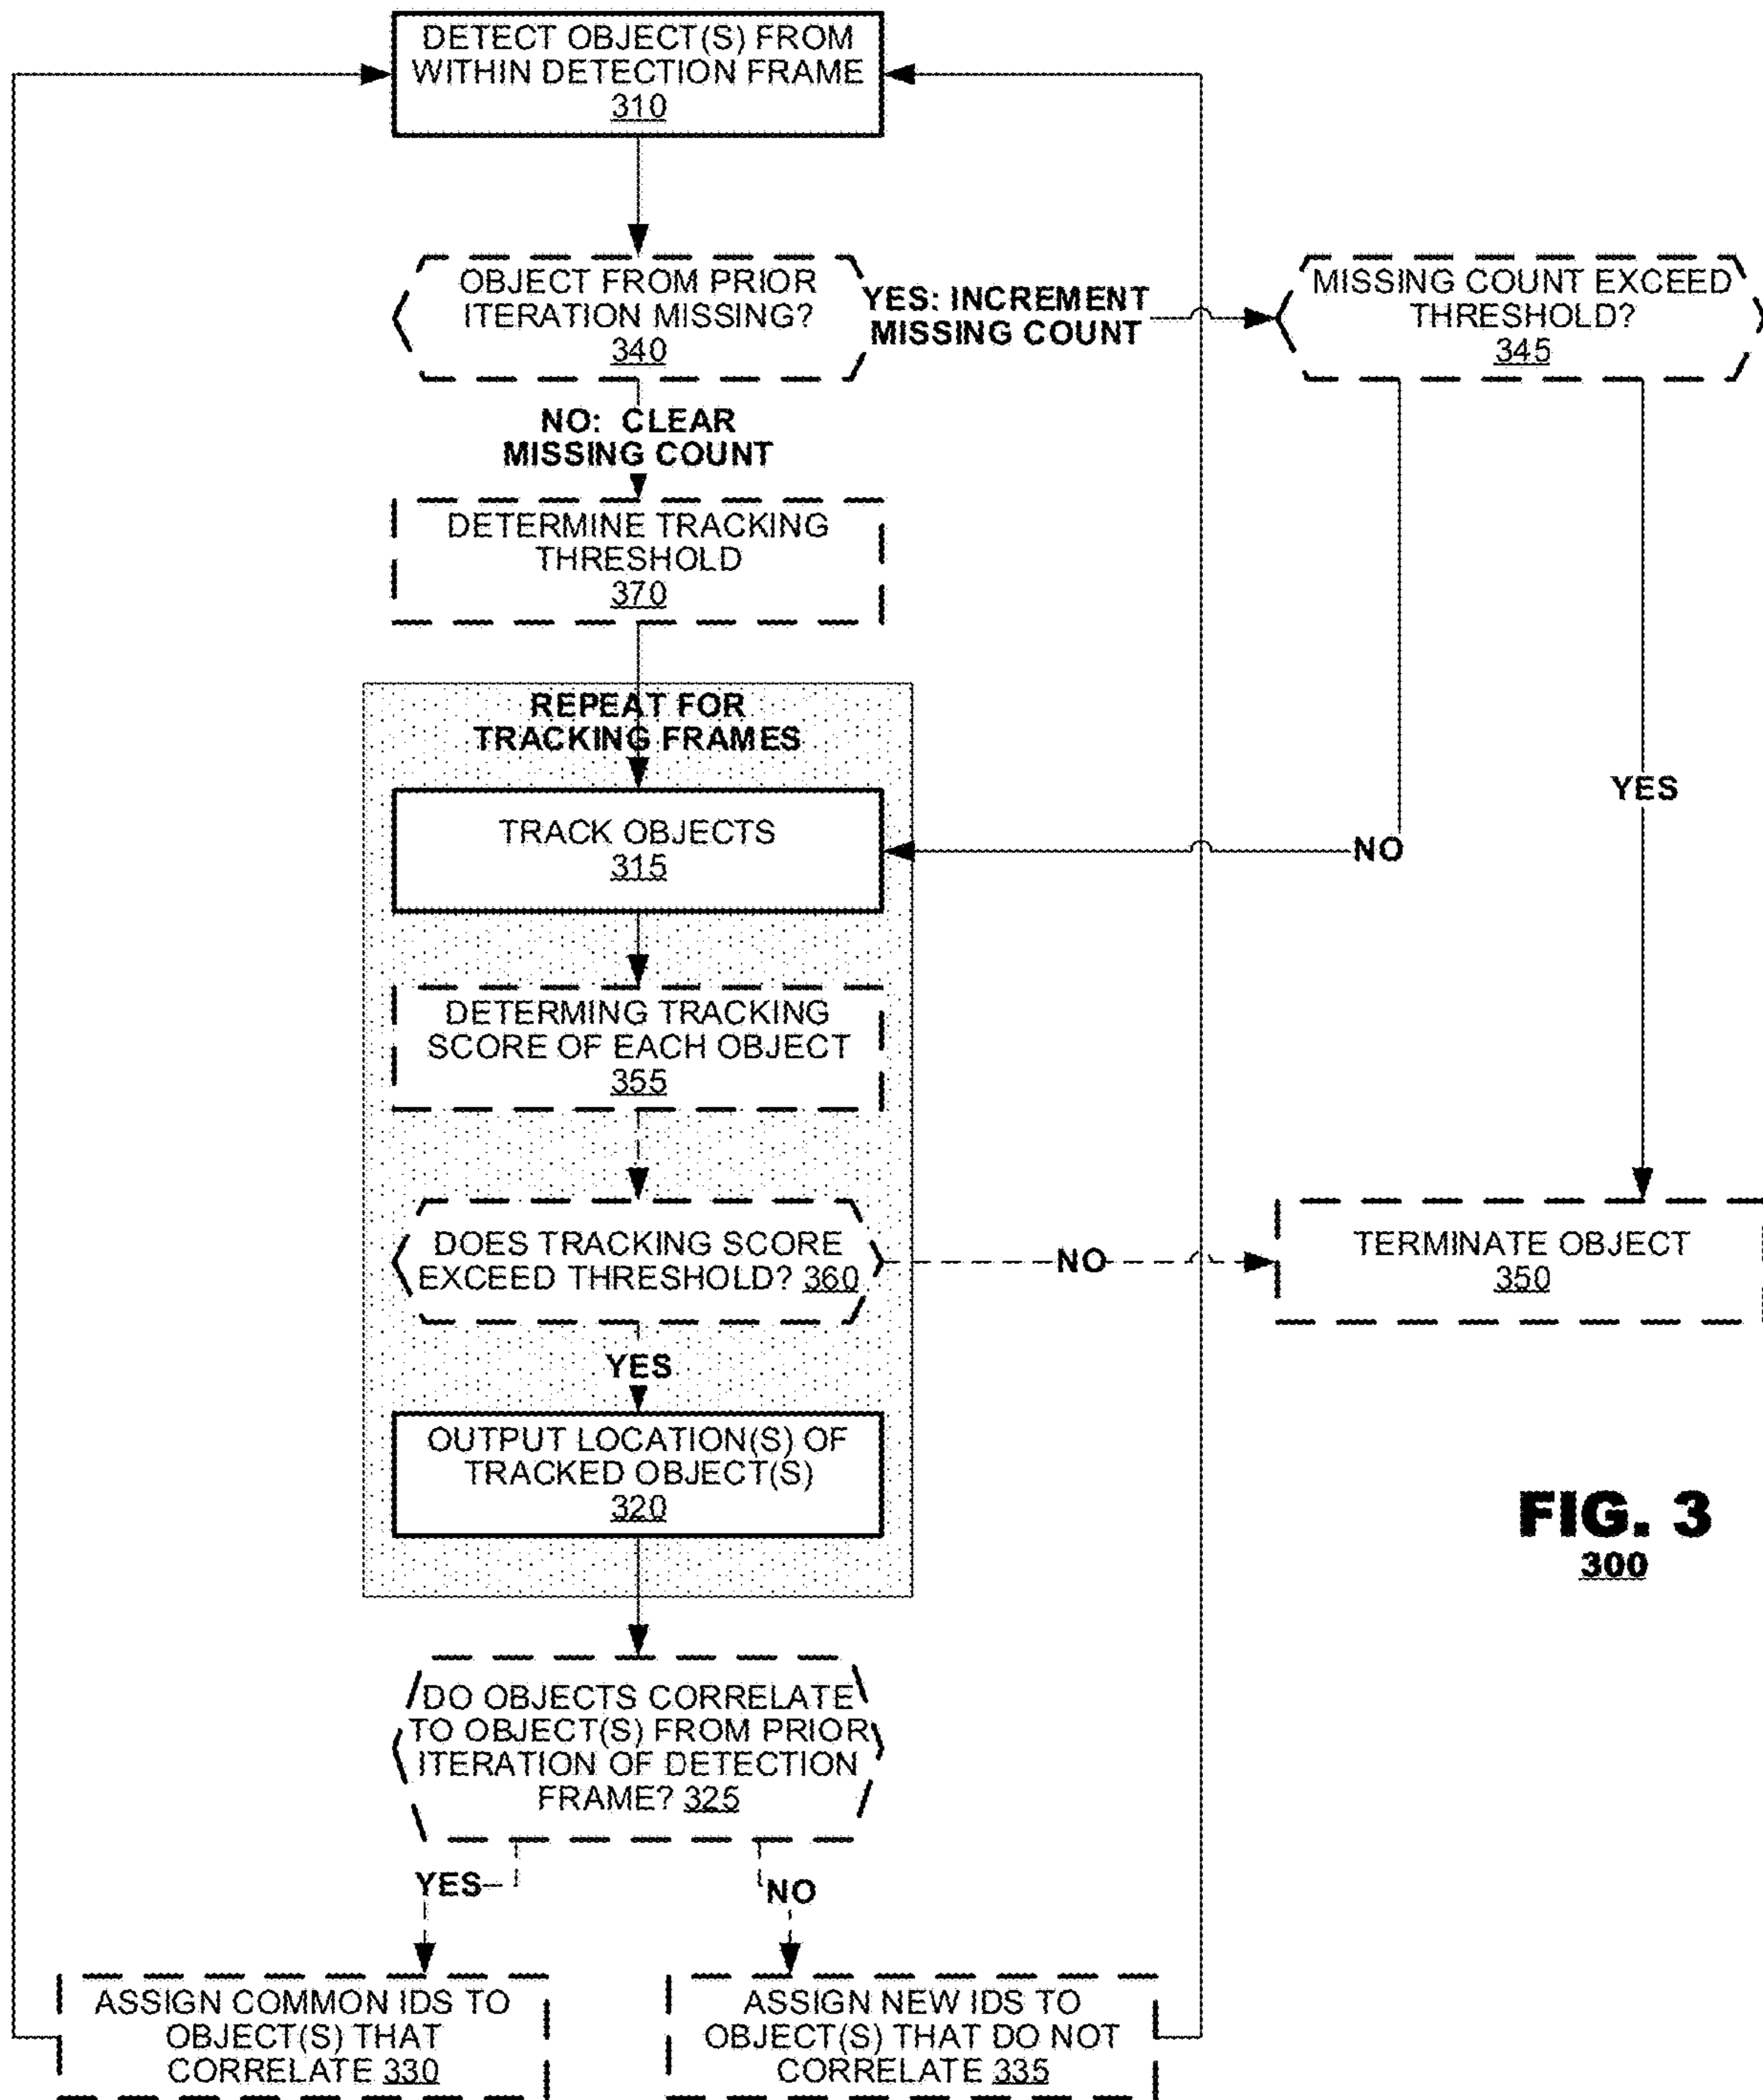 DETECT OBJECT(S) FROM
WITHIN DETECTION FRAME
310
OBJECT FROM PRIOR
ITERATION MISSING?
340
YES: INCREMENT
MISSING COUNT
MISSING COUNT EXCEED
THRESHOLD?
345
NO: CLEAR
MISSING COUNT
DETERMINE TRACKING
THRESHOLD
370
REPEAT FOR
TRACKING FRAMES
TRACK OBJECTS
315
NO
YES
DETERMING TRACKING
SCORE OF EACH OBJECT
355
DOES TRACKING SCORE
EXCEED THRESHOLD? 360
NO
TERMINATE OBJECT
350
YES
OUTPUT LOCATION(S) OF
TRACKED OBJECT(S)
320
FIG. 3
300
DO OBJECTS CORRELATE
TO OBJECT(S) FROM PRIOR
ITERATION OF DETECTION
FRAME? 325
YES
NO
ASSIGN COMMON IDS TO
OBJECT(S) THAT
CORRELATE 330
ASSIGN NEW IDS TO
OBJECT(S) THAT DO NOT
CORRELATE 335